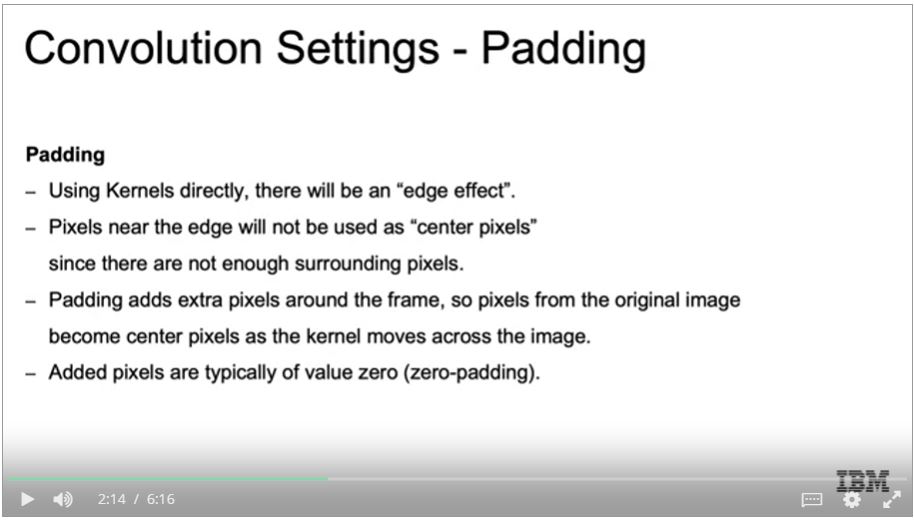 Convolution Settings - Padding
Padding
– Using Kernels directly, there will be an “edge effect”.
– Pixels near the edge will not be used as “center pixels”
since there are not enough surrounding pixels.
– Padding adds extra pixels around the frame, so pixels from the original image
become center pixels as the kernel moves across the image.
– Added pixels are typically of value zero (zero-padding).
IBM
2:14 / 6:16